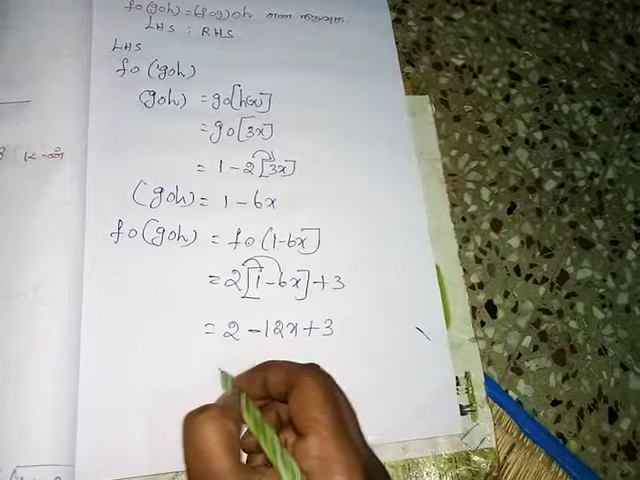 fo(goh) = (fog)oh என நிறுவுக.
LHS : RHS
LHS
fo (goh)
(goh) = go[h(x)]
= go[3x]
= 1 - 2 [3x]
(goh) = 1 - 6x
fo(goh) = fo(1-6x]
= 2[1-6x]+3
= 2 - 12x + 3